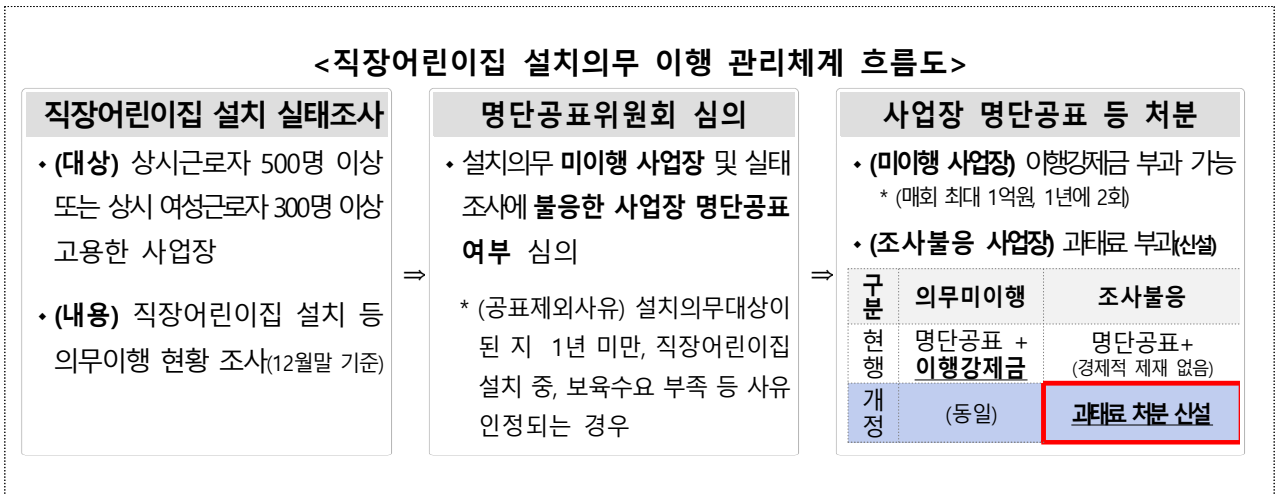 <직장어린이집 설치의무 이행 관리체계 흐름도>
직장어린이집 설치 실태조사
• (대상) 상시근로자 500명 이상
또는 상시 여성근로자 300명 이상
고용한 사업장
• (내용) 직장어린이집 설치 등
의무이행 현황 조사(12월말 기준)
⇒
명단공표위원회 심의
• 설치의무 미이행 사업장 및 실태
조사에 불응한 사업장 명단공표
여부 심의
* (공표제외사유) 설치의무대상이
된 지 1년 미만, 직장어린이집
설치 중, 보육수요 부족 등 사유
인정되는 경우
⇒
사업장 명단공표 등 처분
• (미이행 사업장) 이행강제금 부과 가능
* (매회 최대 1억원, 1년에 2회)
• (조사불응 사업장) 과태료 부과(신설)
구분 의무미이행 조사불응
현행 명단공표 + 명단공표+
이행강제금 (경제적 제재 없음)
개정 (동일) 과태료 처분 신설